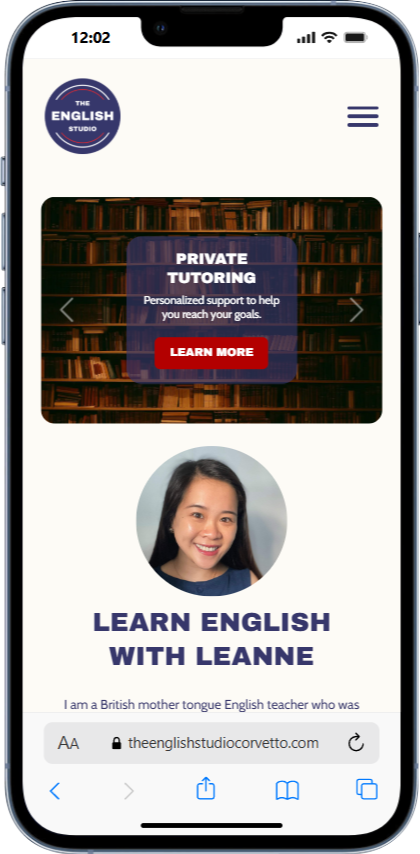 12:02
THE
ENGLISH
STUDIO
PRIVATE
TUTORING
Personalized support to help
you reach your goals.
LEARN MORE
LEARN ENGLISH
WITH LEANNE
I am a British mother tongue English teacher who was
AA theenglishstudiocorvetto.com